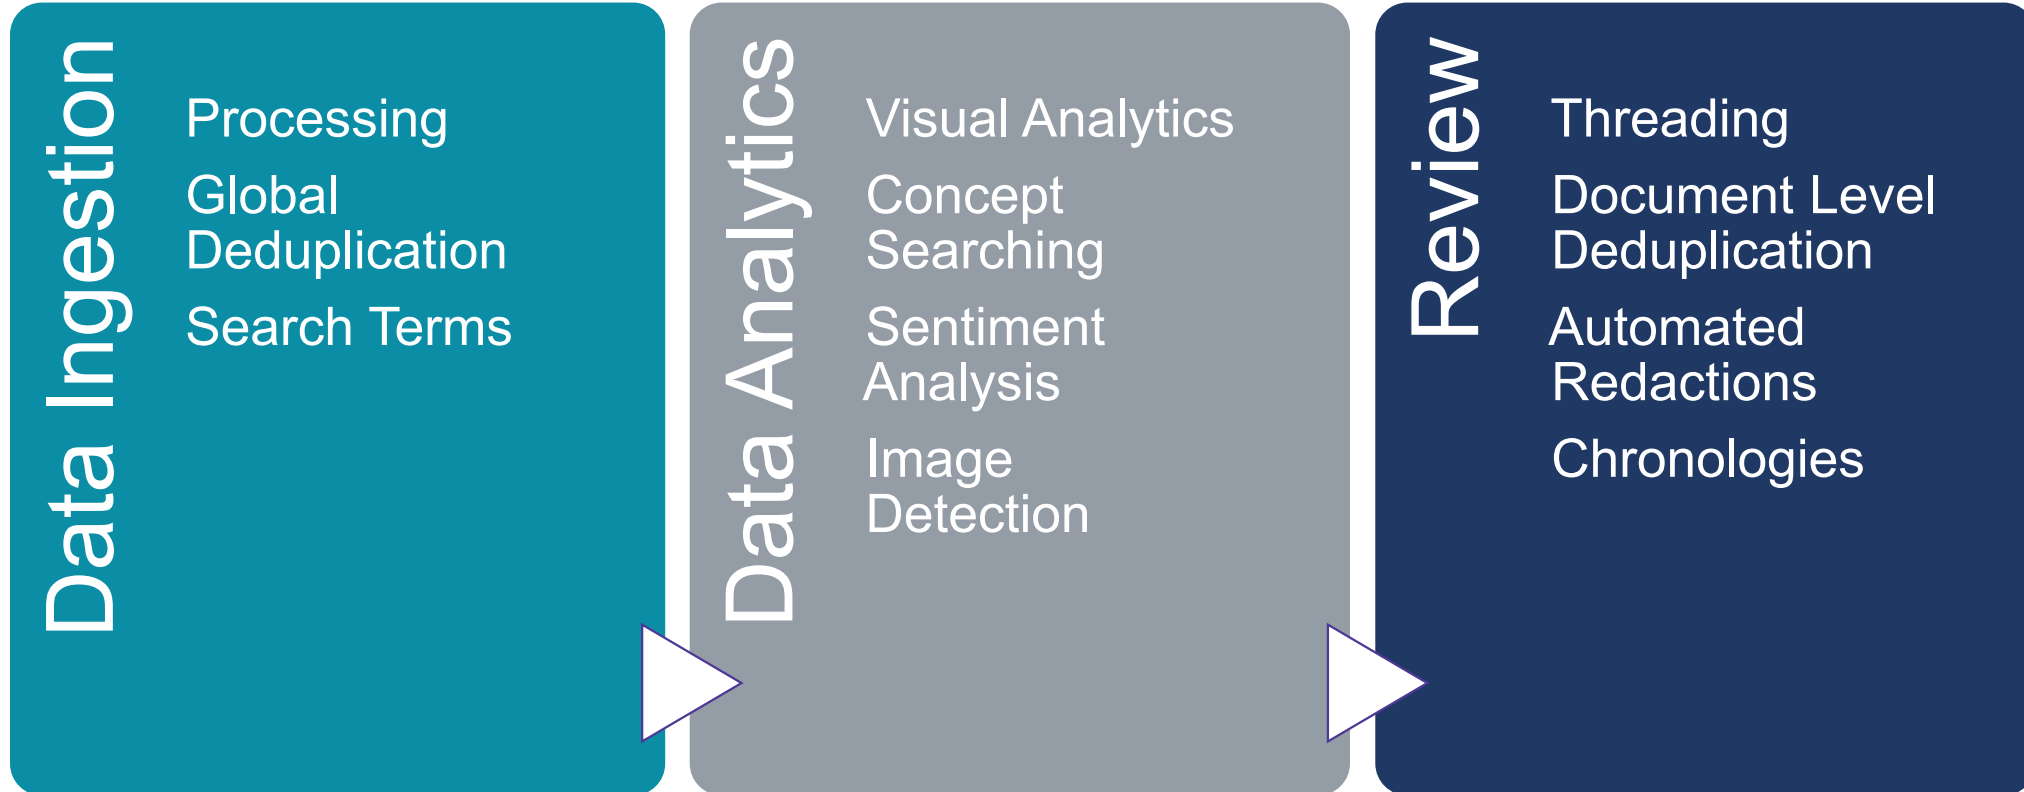 Data Ingestion
Processing
Global
Deduplication
Search Terms
Data Analytics
Visual Analytics
Concept
Searching
Sentiment
Analysis
Image
Detection
Review
Threading
Document Level
Deduplication
Automated
Redactions
Chronologies